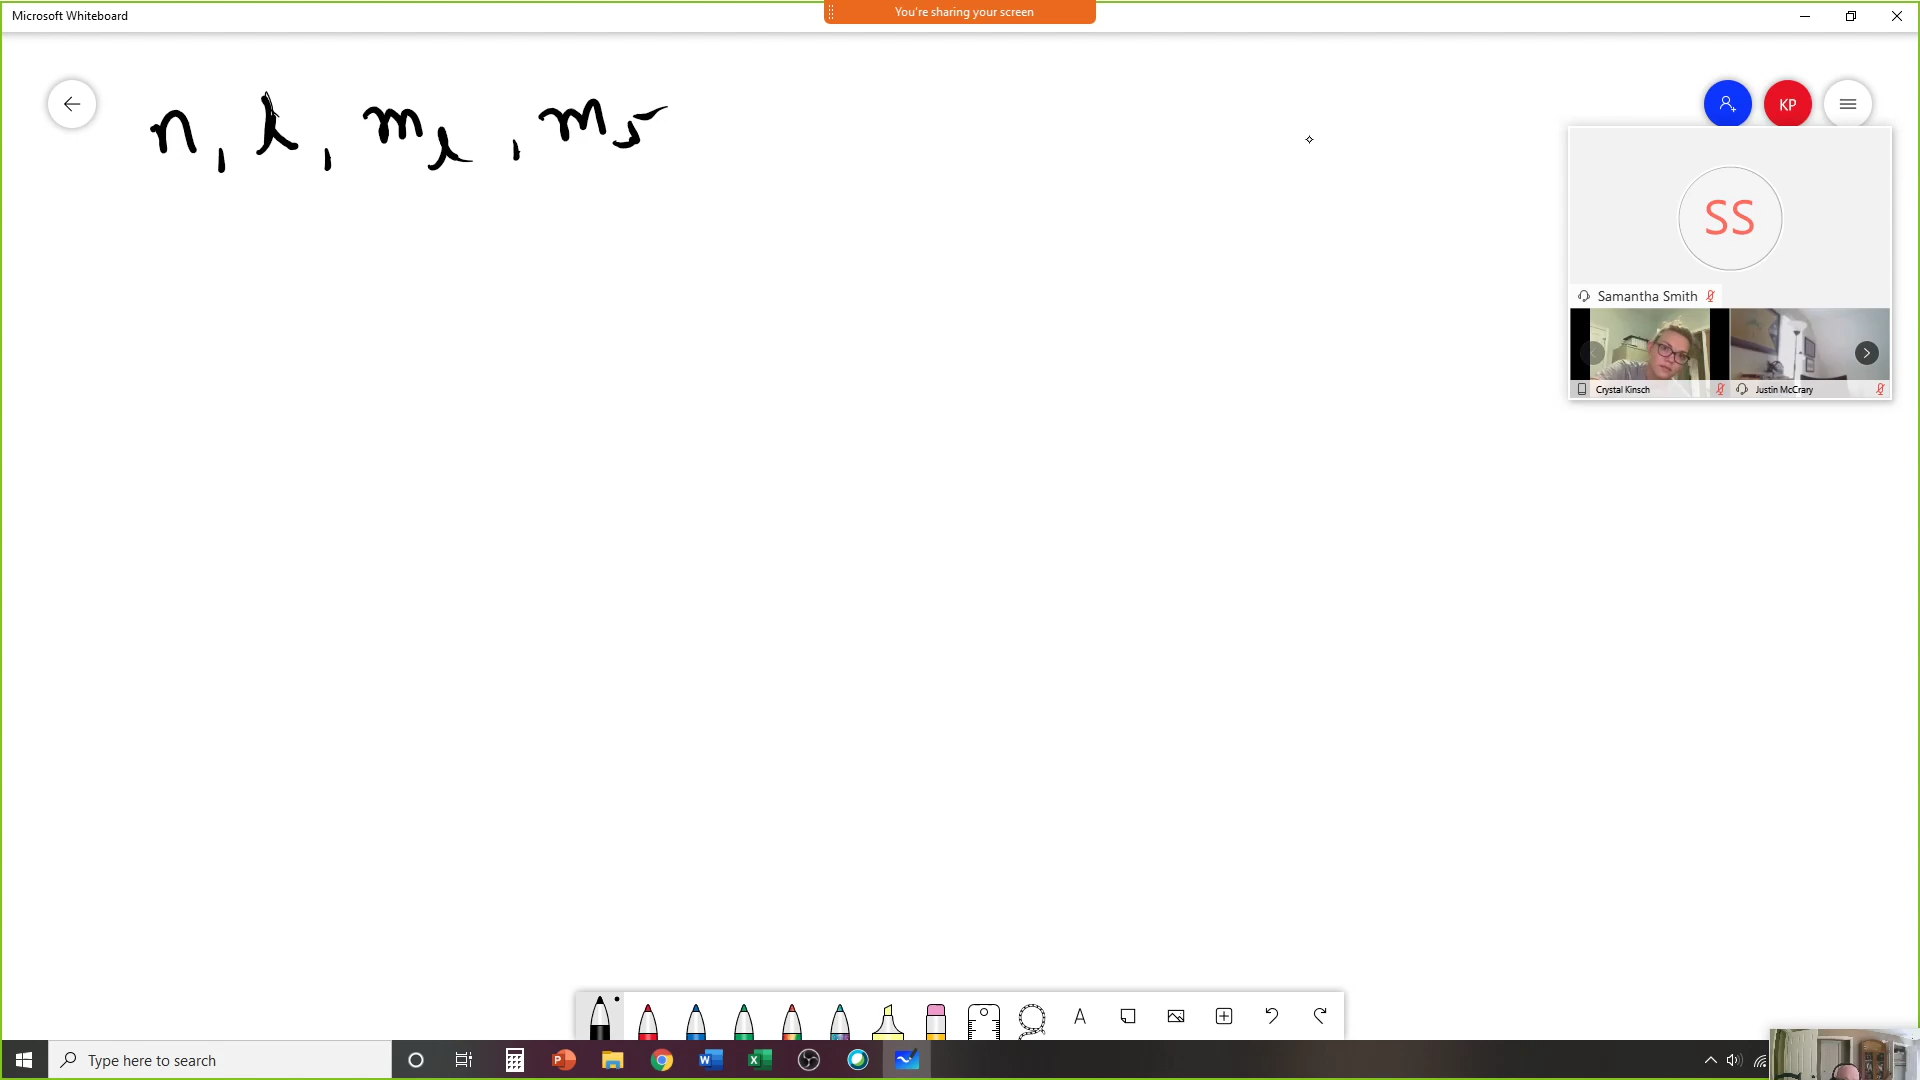 Microsoft Whiteboard
You're sharing your screen
n, l, mₗ, mₛ
KP
SS
Samantha Smith
Crystal Kinsch
Justin McCrary
A
Type here to search